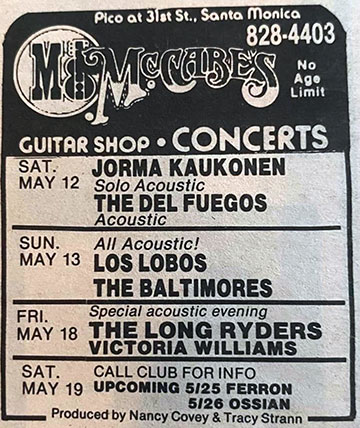 Pico at 31st St., Santa Monica
828-4403
M McCABE'S
No
Age
Limit
GUITAR SHOP • CONCERTS
SAT. JORMA KAUKONEN
MAY 12 Solo Acoustic
THE DEL FUEGOS
Acoustic
SUN. All Acoustic!
MAY 13 LOS LOBOS
THE BALTIMORES
FRI. Special acoustic evening
MAY 18 THE LONG RYDERS
VICTORIA WILLIAMS
SAT. CALL CLUB FOR INFO
MAY 19 UPCOMING 5/25 FERRON
5/26 OSSIAN
Produced by Nancy Covey & Tracy Strann